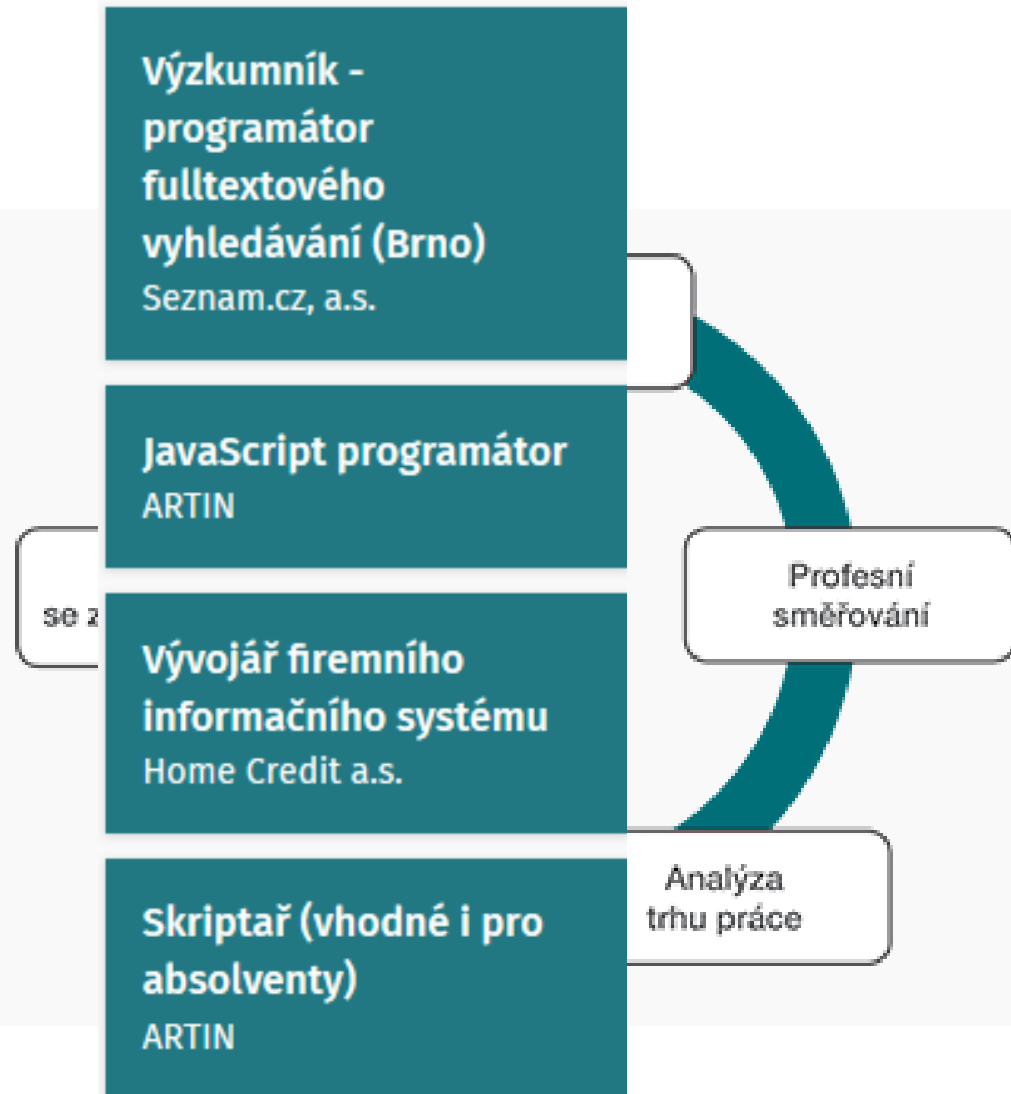 Výzkumník -
programátor
fulltextového
vyhledávání (Brno)
Seznam.cz, a.s.
JavaScript programátor
ARTIN
Profesní
směřování
se
Vývojář firemního
informačního systému
Home Credit a.s.
Analýza
trhu práce
Skriptař (vhodné i pro
absolventy)
ARTIN